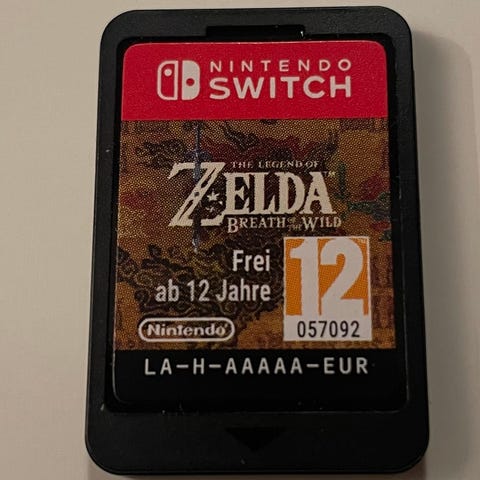 NINTENDO
SWITCH
THE LEGEND OF
ZELDA™
BREATH OF THE WILD
Frei
ab 12 Jahre
12
057092
Nintendo®
LA-H-AAAAA-EUR